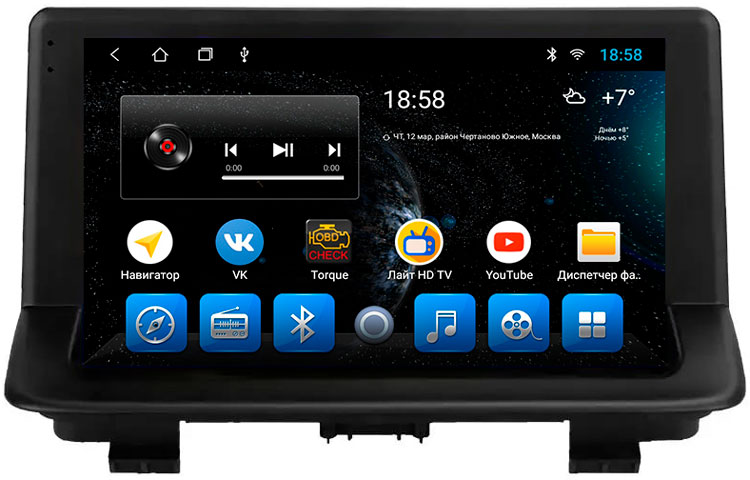 18:58
18:58
+7°
ЧТ, 12 мар, район Чертаново Южное, Москва
Днём +8°
Ночью +5°
0:00
0:00
OBD
CHECK
Навигатор
VK
Torque
Лайт HD TV
YouTube
Диспетчер фа..